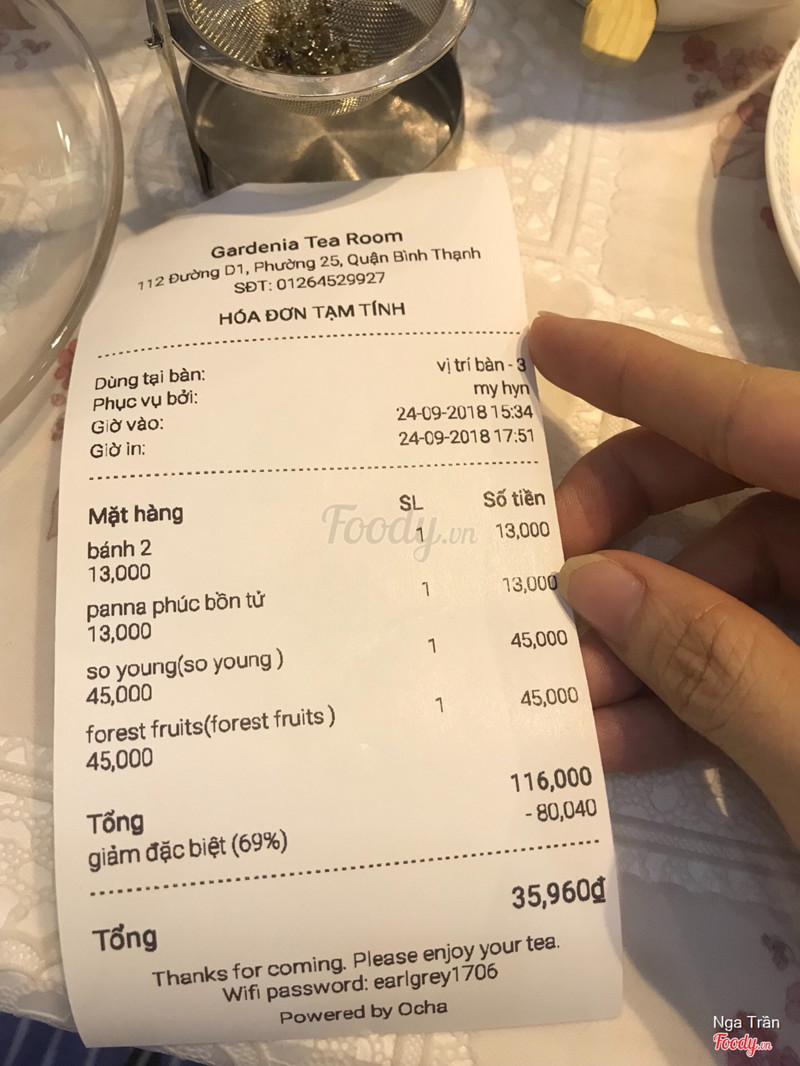 Gardenia Tea Room
112 Đường D1, Phường 25, Quận Bình Thạnh
SĐT: 01264529927
HÓA ĐƠN TẠM TÍNH
Dùng tại bàn: vị trí bàn - 3
Phục vụ bởi: my hyn
Giờ vào: 24-09-2018 15:34
Giờ in: 24-09-2018 17:51
Mặt hàng SL Số tiền
bánh 2 1 13,000
13,000
panna phúc bồn tử 1 13,000
13,000
so young(so young ) 1 45,000
45,000
forest fruits(forest fruits ) 1 45,000
45,000
Tổng 116,000
giảm đặc biệt (69%) - 80,040
Tổng 35,960₫
Thanks for coming. Please enjoy your tea.
Wifi password: earlgrey1706
Powered by Ocha
Foody.vn
Nga Trần
Foody.vn